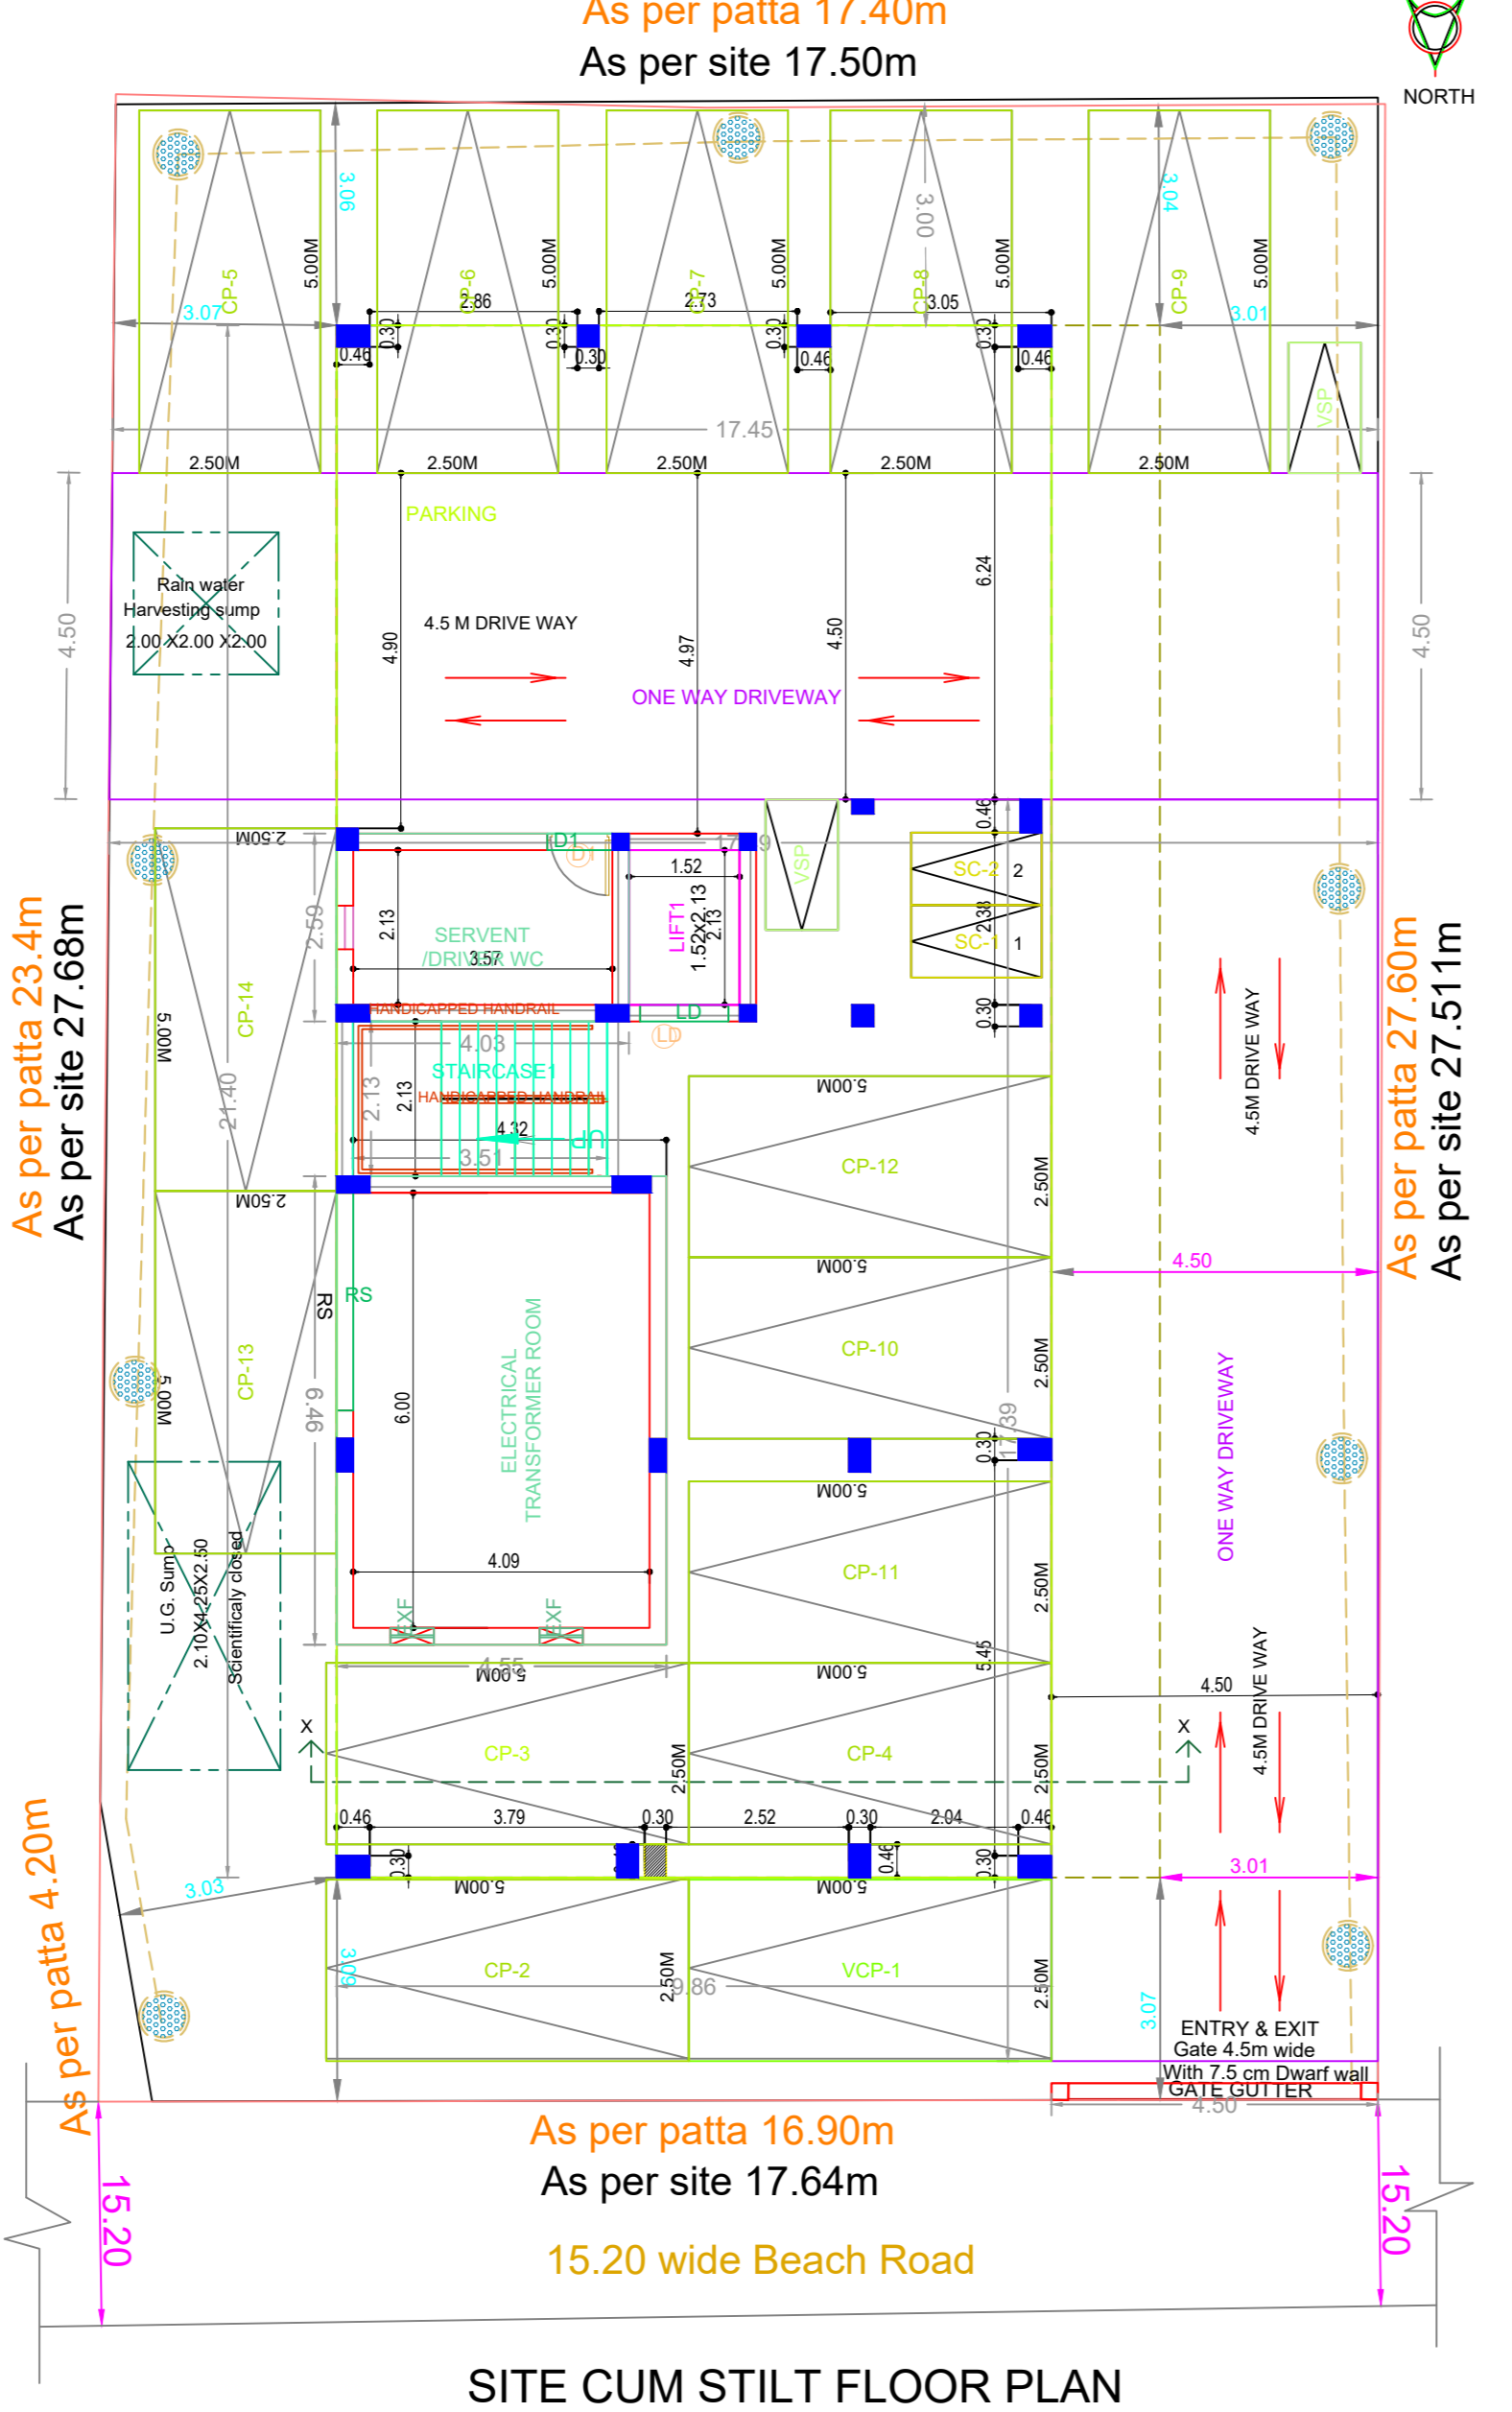 As per patta 17.40m
As per site 17.50m
NORTH
3.06
3.00
3.04
CP-5
5.00M
CP-6
5.00M
CP-7
5.00M
CP-8
5.00M
CP-9
5.00M
3.07
2.86
2.73
3.05
3.01
0.30
0.30
0.30
0.30
0.46
0.30
0.46
0.46
VSP
17.45
2.50M
2.50M
2.50M
2.50M
2.50M
PARKING
Rain water
Harvesting sump
2.00 X2.00 X2.00
4.50
4.5 M DRIVE WAY
4.90
4.97
4.50
6.24
4.50
ONE WAY DRIVEWAY
0.46
2.50M
D1
D1
VSP
SC-2
2
1.52
2.59
2.13
SERVENT
/DRIVER WC
3.57
LIFT1
1.52x2.13
2.13
2.38
SC-1
1
As per patta 23.4m
As per site 27.68m
As per patta 27.60m
As per site 27.511m
CP-14
5.00M
HANDICAPPED HANDRAIL
LD
LD
0.30
4.03
STAIRCASE1
HANDICAPPED HANDRAIL
2.13
2.13
4.32
UP
3.51
21.40
5.00M
CP-12
2.50M
4.5M DRIVE WAY
2.50M
5.00M
4.50
RS
RS
CP-13
5.00M
6.46
6.00
ELECTRICAL
TRANSFORMER ROOM
CP-10
2.50M
17.39
0.30
ONE WAY DRIVEWAY
5.00M
U.G. Sump
2.10X4.25X2.50
Scientificaly closed
4.09
CP-11
2.50M
EXF
EXF
5.45
4.55
5.00M
5.00M
4.50
4.5M DRIVE WAY
X
X
CP-3
2.50M
CP-4
2.50M
0.46
3.79
0.30
2.52
0.30
2.04
0.46
0.30
0.46
0.30
As per patta 4.20m
3.03
5.00M
5.00M
3.01
3.09
CP-2
2.50M
9.86
VCP-1
2.50M
3.07
ENTRY & EXIT
Gate 4.5m wide
With 7.5 cm Dwarf wall
GATE GUTTER
4.50
As per patta 16.90m
As per site 17.64m
15.20
15.20
15.20 wide Beach Road
SITE CUM STILT FLOOR PLAN